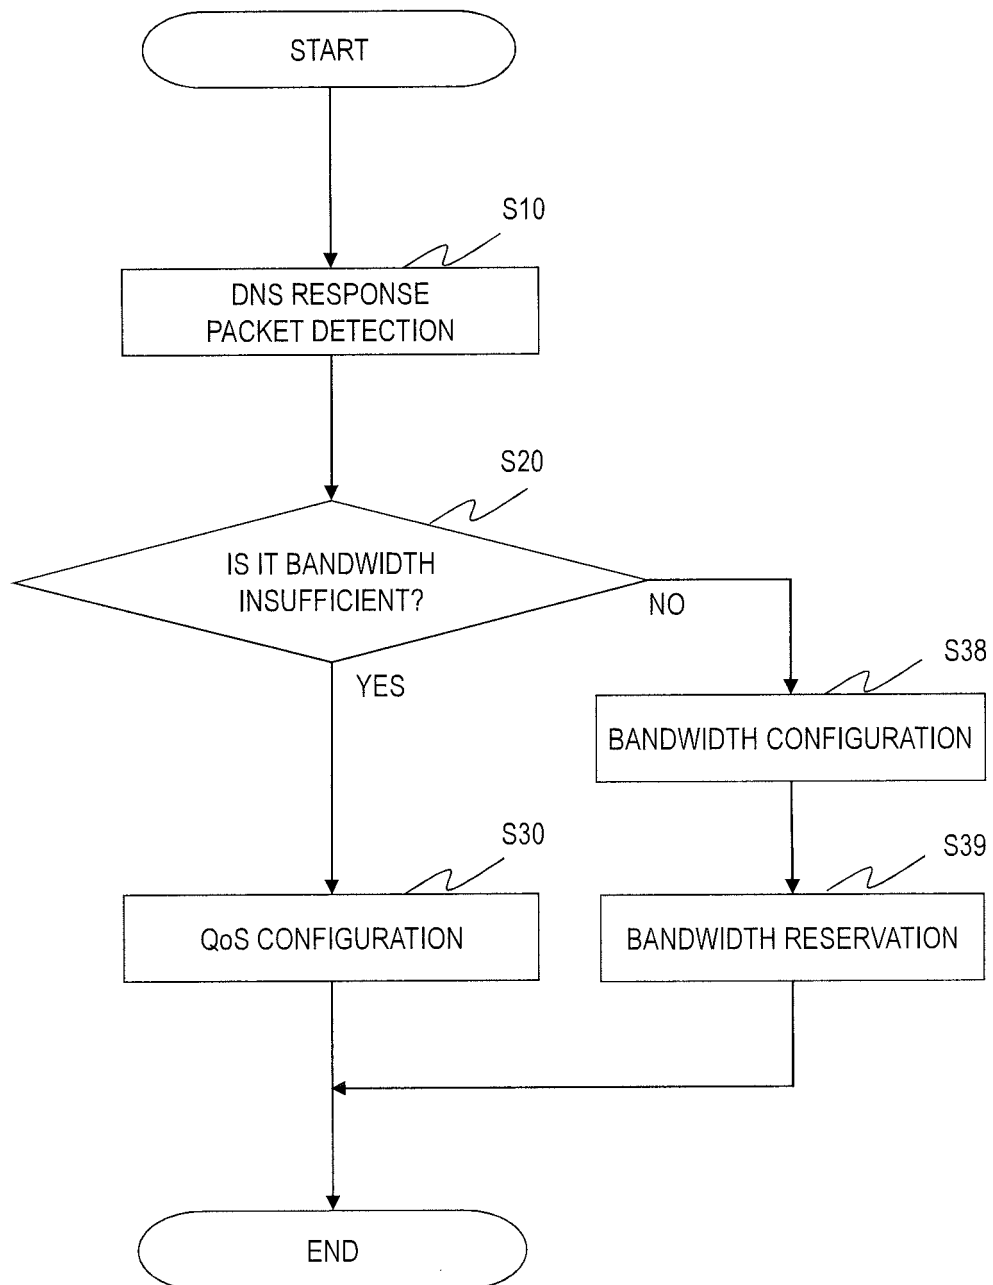 START
S10
DNS RESPONSE
PACKET DETECTION
S20
IS IT BANDWIDTH
INSUFFICIENT?
NO
YES
S38
BANDWIDTH CONFIGURATION
S30
S39
QoS CONFIGURATION
BANDWIDTH RESERVATION
END